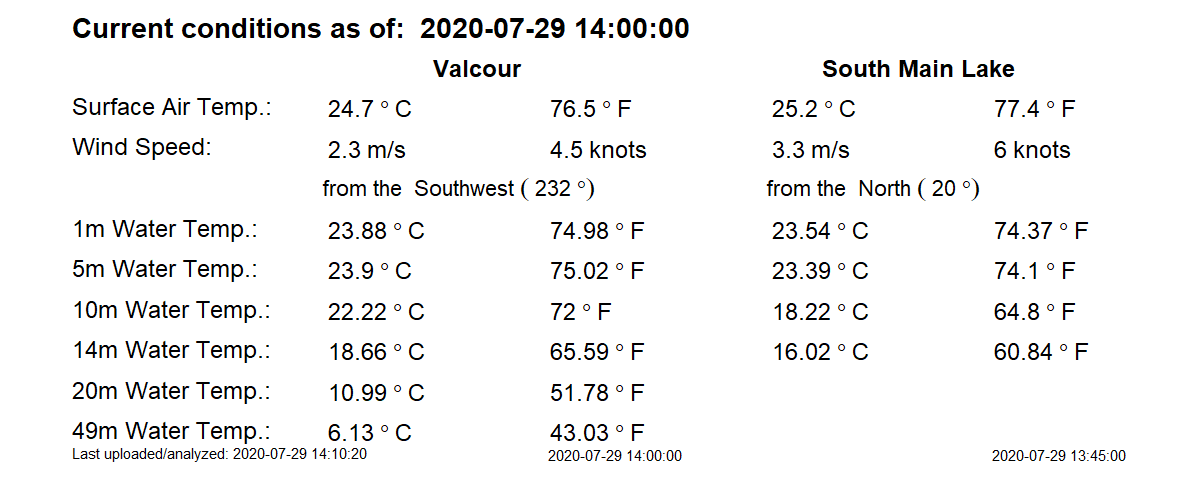 Current conditions as of: 2020-07-29 14:00:00
Valcour South Main Lake
Surface Air Temp.: 24.7 ° C 76.5 ° F 25.2 ° C 77.4 ° F
Wind Speed: 2.3 m/s 4.5 knots 3.3 m/s 6 knots
from the Southwest ( 232 °) from the North ( 20 °)
1m Water Temp.: 23.88 ° C 74.98 ° F 23.54 ° C 74.37 ° F
5m Water Temp.: 23.9 ° C 75.02 ° F 23.39 ° C 74.1 ° F
10m Water Temp.: 22.22 ° C 72 ° F 18.22 ° C 64.8 ° F
14m Water Temp.: 18.66 ° C 65.59 ° F 16.02 ° C 60.84 ° F
20m Water Temp.: 10.99 ° C 51.78 ° F
49m Water Temp.: 6.13 ° C 43.03 ° F
Last uploaded/analyzed: 2020-07-29 14:10:20 2020-07-29 14:00:00 2020-07-29 13:45:00